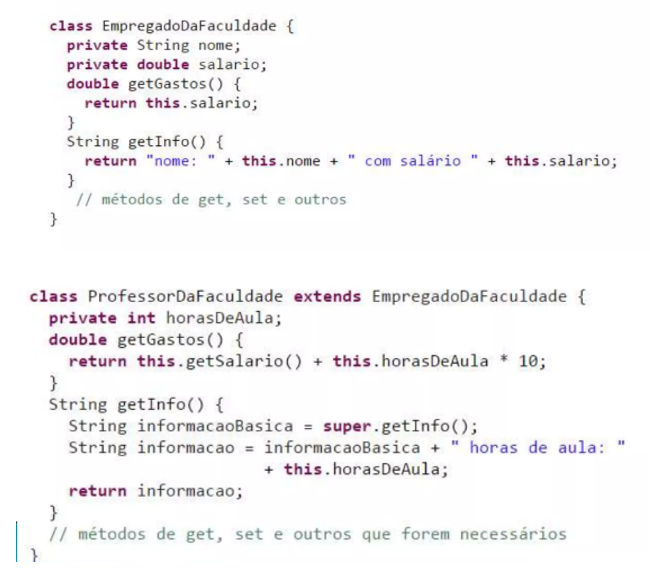 class EmpregadoDaFaculdade {
private String nome;
private double salario;
double getGastos() {
return this.salario;
}
String getInfo() {
return "nome: " + this.nome + " com salário " + this.salario;
}
// métodos de get, set e outros
}
class ProfessorDaFaculdade extends EmpregadoDaFaculdade {
private int horasDeAula;
double getGastos() {
return this.getSalario() + this.horasDeAula * 10;
}
String getInfo() {
String informacaoBasica = super.getInfo();
String informacao = informacaoBasica + " horas de aula: "
+ this.horasDeAula;
return informacao;
}
// métodos de get, set e outros que forem necessários
}